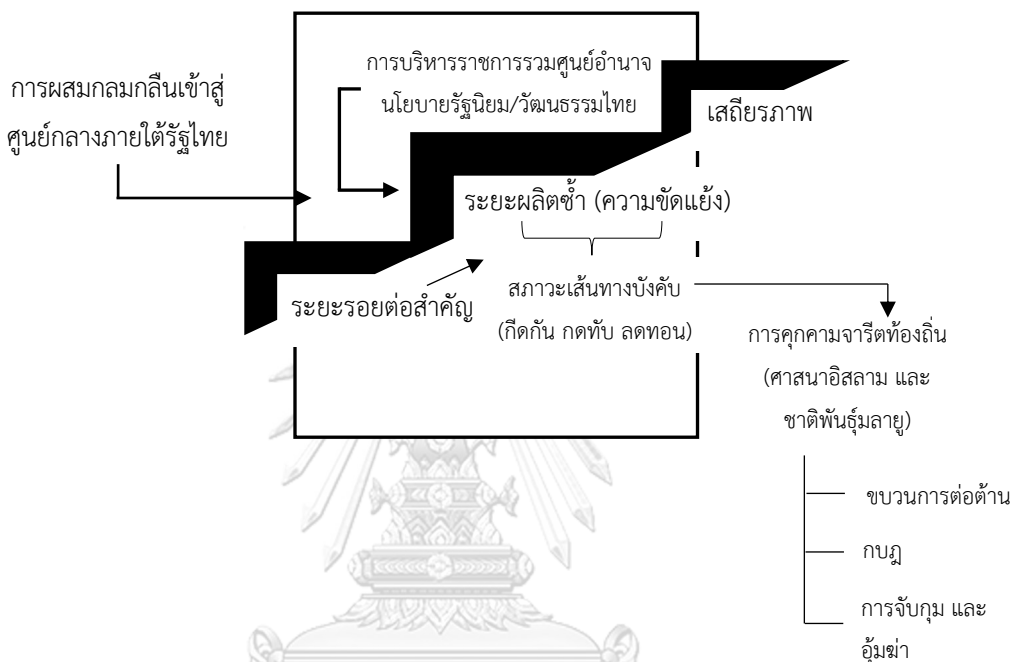 การผสมกลมกลืนเข้าสู่
ศูนย์กลางภายใต้รัฐไทย
การบริหารราชการรวมศูนย์อำนาจ
นโยบายรัฐนิยม/วัฒนธรรมไทย
เสถียรภาพ
ระยะผลิตซ้ำ (ความขัดแย้ง)
ระยะรอยต่อสำคัญ
สภาวะเส้นทางบังคับ
(กีดกัน กดทับ ลดทอน)
การคุกคามจารีตท้องถิ่น
(ศาสนาอิสลาม และ
ชาติพันธุ์มลายู)
ขบวนการต่อต้าน
กบฎ
การจับกุม และ
อุ้มฆ่า